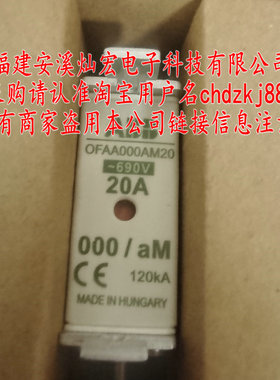 福建安溪灿宏电子科技有限公司
购请认准淘宝用户名chdzkj88
有商家盗用本公司链接信息注
OFAA000AM20
~690V
20A
000/aM
CE 120kA
MADE IN HUNGARY